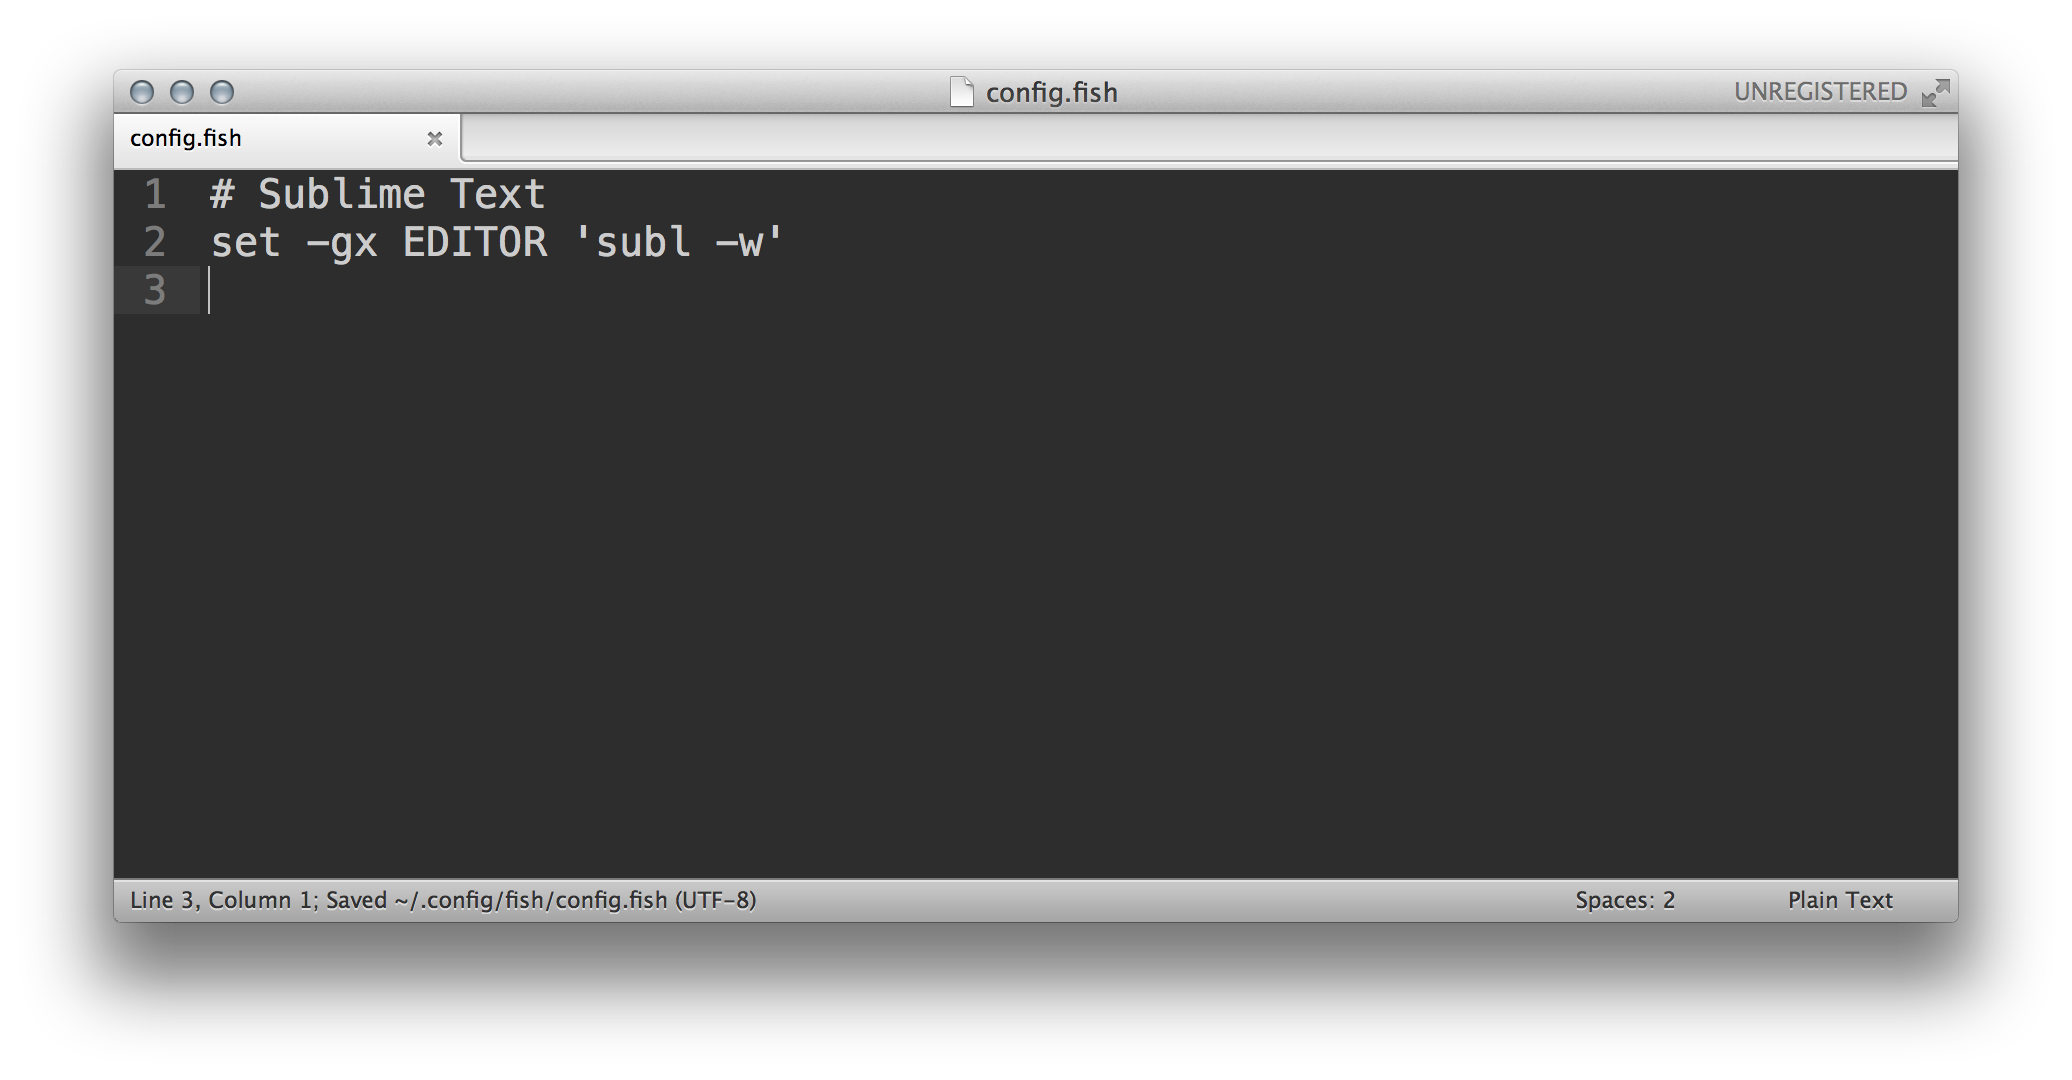 config.fish
UNREGISTERED
config.fish
1 # Sublime Text
2 set -gx EDITOR 'subl -w'
3
Line 3, Column 1; Saved ~/.config/fish/config.fish (UTF-8)
Spaces: 2
Plain Text